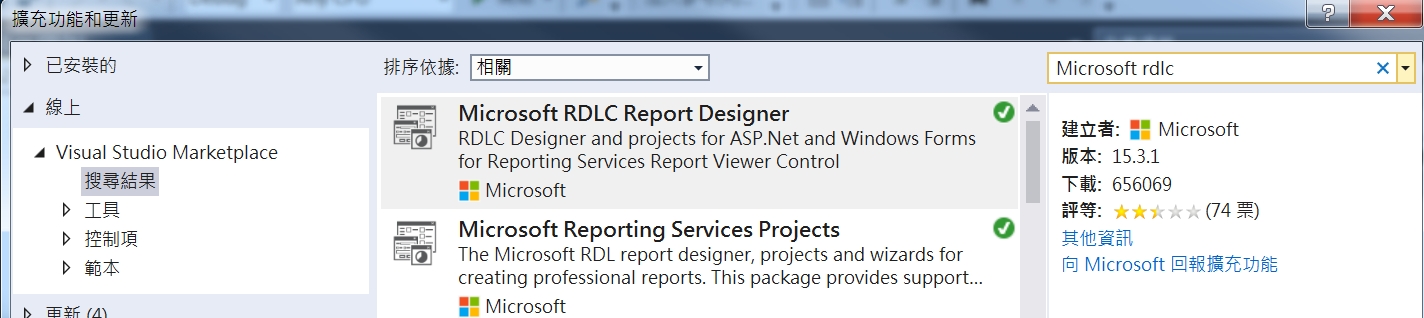 擴充功能和更新
已安裝的
線上
Visual Studio Marketplace
搜尋結果
工具
控制項
範本
更新 (4)
排序依據: 相關
Microsoft RDLC Report Designer
RDLC Designer and projects for ASP.Net and Windows Forms
for Reporting Services Report Viewer Control
Microsoft
Microsoft Reporting Services Projects
The Microsoft RDL report designer, projects and wizards for
creating professional reports. This package provides support...
Microsoft
Microsoft rdlc
建立者: Microsoft
版本: 15.3.1
下載: 656069
評等: (74 票)
其他資訊
向 Microsoft 回報擴充功能